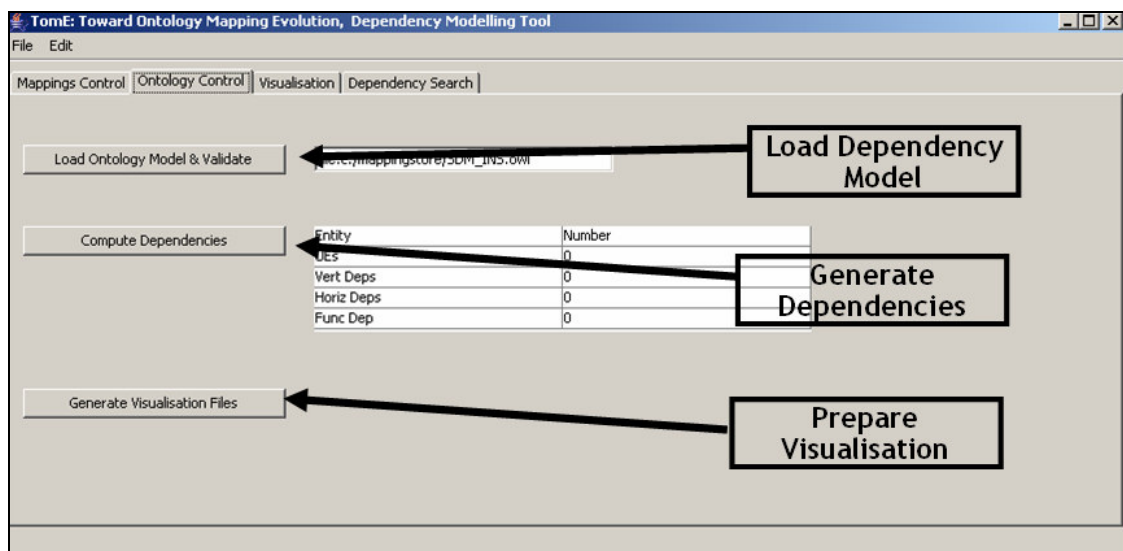 TomE: Toward Ontology Mapping Evolution, Dependency Modelling Tool
File Edit
Mappings Control Ontology Control Visualisation Dependency Search
Load Ontology Model & Validate
Load Dependency
Model
Compute Dependencies
Entity Number
UEs 0
Vert Deps 0
Horiz Deps 0
Func Dep 0
Generate
Dependencies
Generate Visualisation Files
Prepare
Visualisation